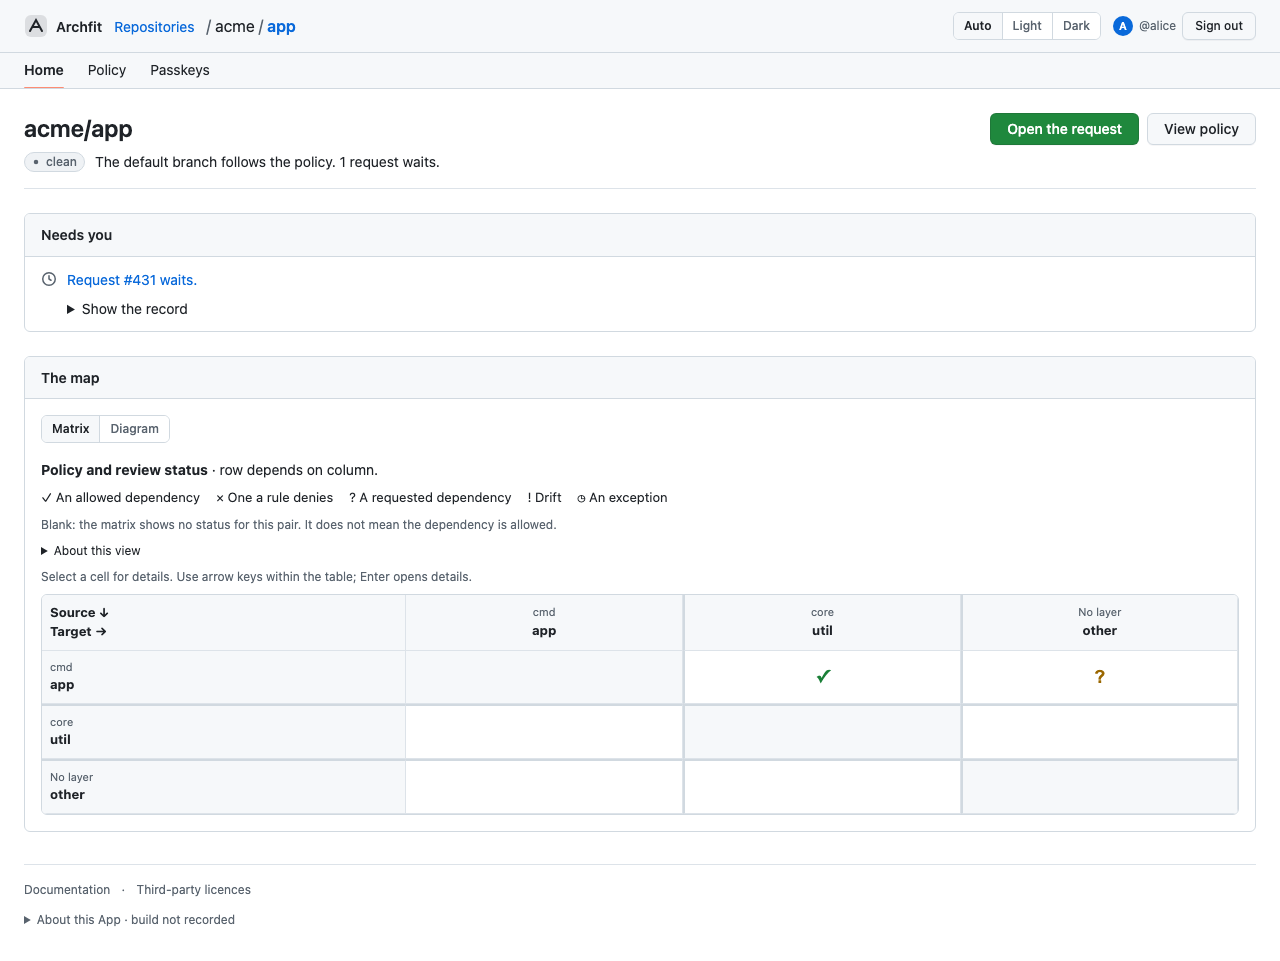 Archfit Repositories / acme / app Auto Light Dark A @alice Sign out
Home Policy Passkeys
acme/app Open the request View policy
• clean The default branch follows the policy. 1 request waits.
Needs you
Request #431 waits.
▶ Show the record
The map
Matrix Diagram
Policy and review status · row depends on column.
✓ An allowed dependency × One a rule denies ? A requested dependency ! Drift ◷ An exception
Blank: the matrix shows no status for this pair. It does not mean the dependency is allowed.
▶ About this view
Select a cell for details. Use arrow keys within the table; Enter opens details.
Source ↓ cmd core No layer
Target → app util other
cmd
app ✓ ?
core
util
No layer
other
Documentation · Third-party licences
▶ About this App · build not recorded